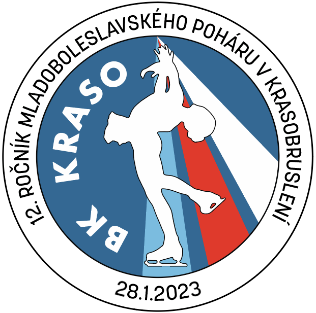 12. ROČNÍK MLADOBOLESLAVSKÉHO POHÁRU V KRASOBRUSLENÍ
BK KRASO
28.1.2023